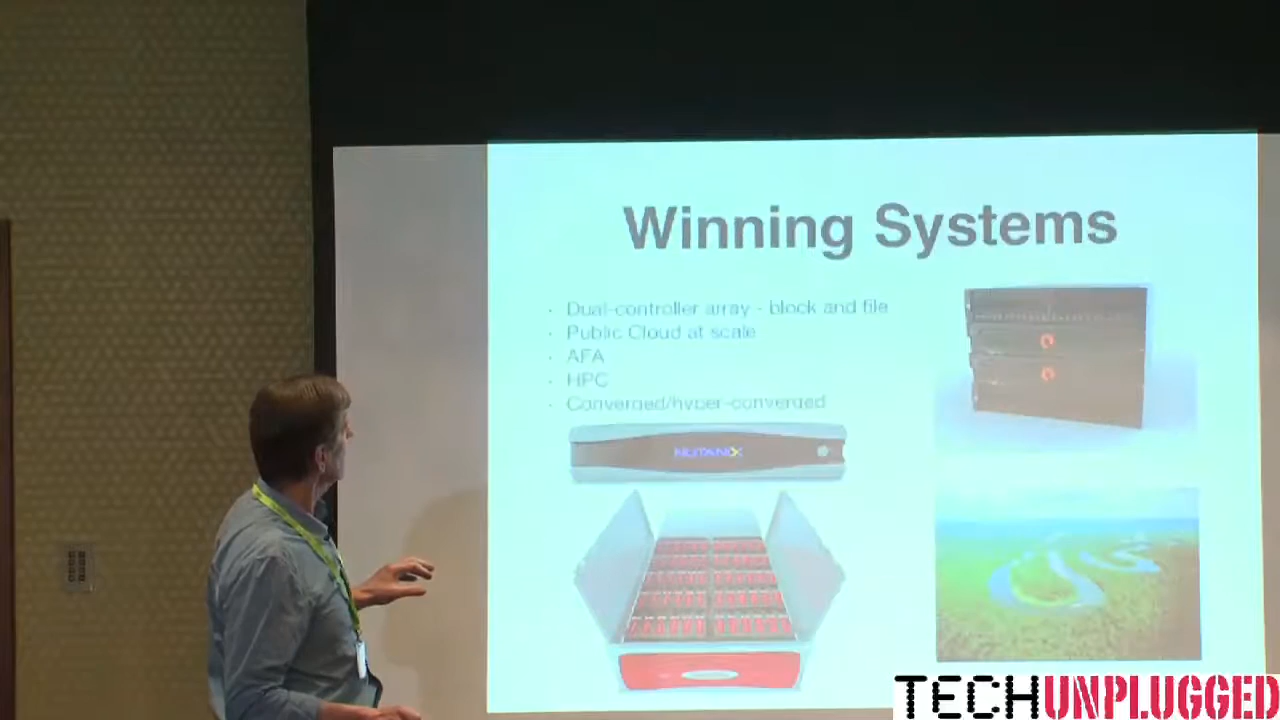 Winning Systems
· Dual-controller array - block and file
· Public Cloud at scale
· AFA
· HPC
· Converged/hyper-converged
NUTANIX
TECHUNPLUGGED